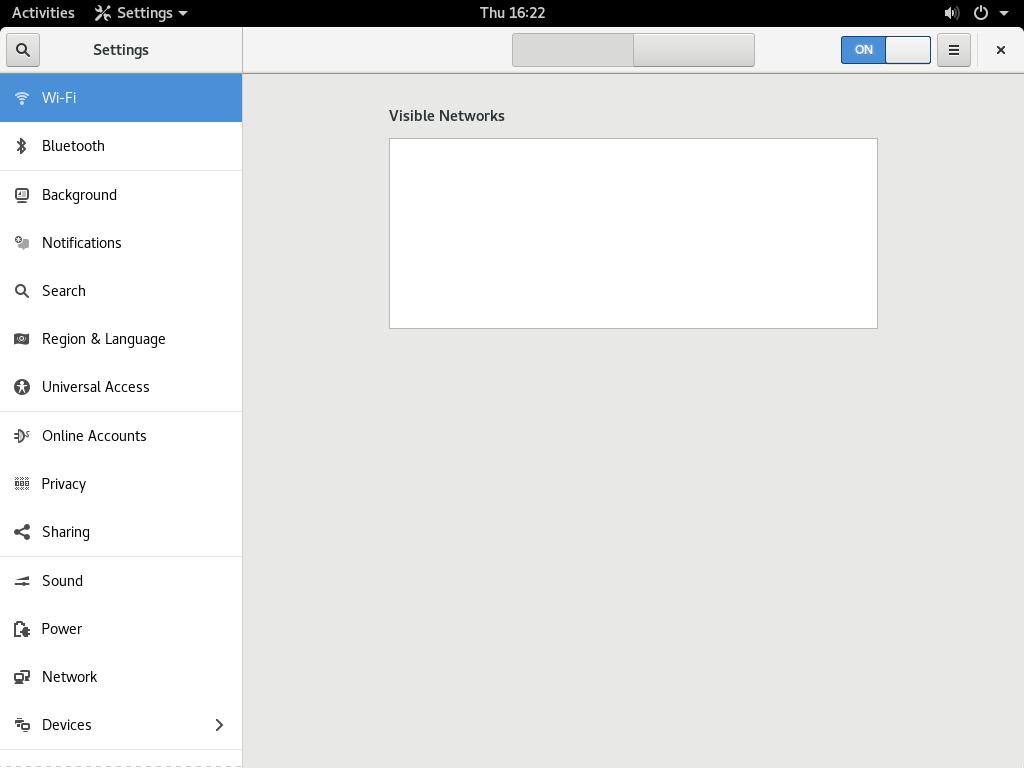 Activities
Settings
Thu 16:22
Settings
ON
Wi-Fi
Bluetooth
Background
Notifications
Search
Region & Language
Universal Access
Online Accounts
Privacy
Sharing
Sound
Power
Network
Devices
Visible Networks